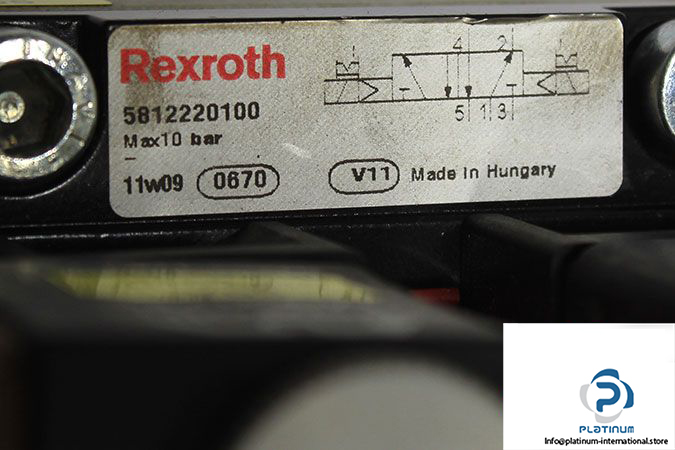 Rexroth
5812220100
Max10 bar
11w09 0670 V11 Made in Hungary
4 2
5 1 3
PLATINUM
Info@platinum-international.store